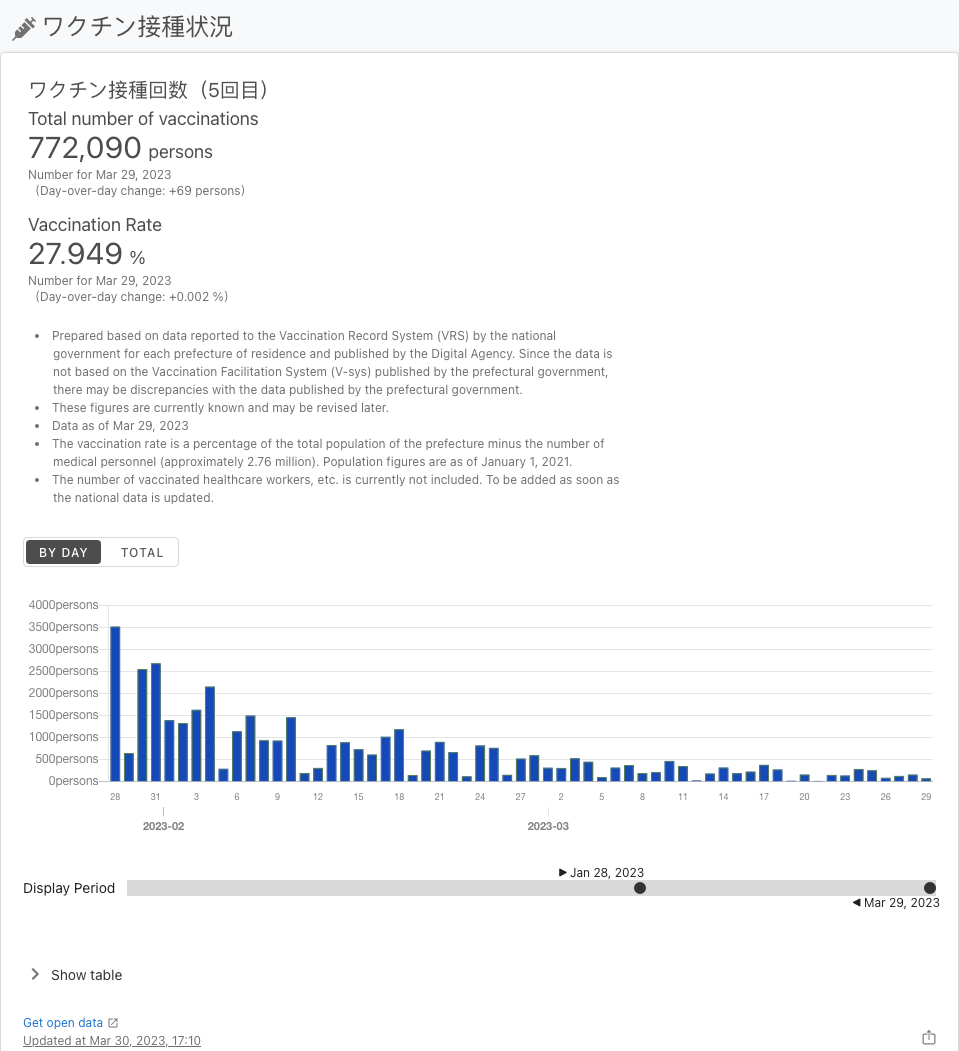 ワクチン接種状況
ワクチン接種回数（5回目）
Total number of vaccinations
772,090 persons
Number for Mar 29, 2023
（Day-over-day change: +69 persons）
Vaccination Rate
27.949 %
Number for Mar 29, 2023
（Day-over-day change: +0.002 %）
• Prepared based on data reported to the Vaccination Record System (VRS) by the national
government for each prefecture of residence and published by the Digital Agency. Since the data is
not based on the Vaccination Facilitation System (V-sys) published by the prefectural government,
there may be discrepancies with the data published by the prefectural government.
• These figures are currently known and may be revised later.
• Data as of Mar 29, 2023
• The vaccination rate is a percentage of the total population of the prefecture minus the number of
medical personnel (approximately 2.76 million). Population figures are as of January 1, 2021.
• The number of vaccinated healthcare workers, etc. is currently not included. To be added as soon as
the national data is updated.
BY DAY TOTAL
4000persons
3500persons
3000persons
2500persons
2000persons
1500persons
1000persons
500persons
0persons
28 31 3 6 9 12 15 18 21 24 27 2 5 8 11 14 17 20 23 26 29
2023-02 2023-03
Jan 28, 2023
Display Period
Mar 29, 2023
Show table
Get open data
Updated at Mar 30, 2023, 17:10